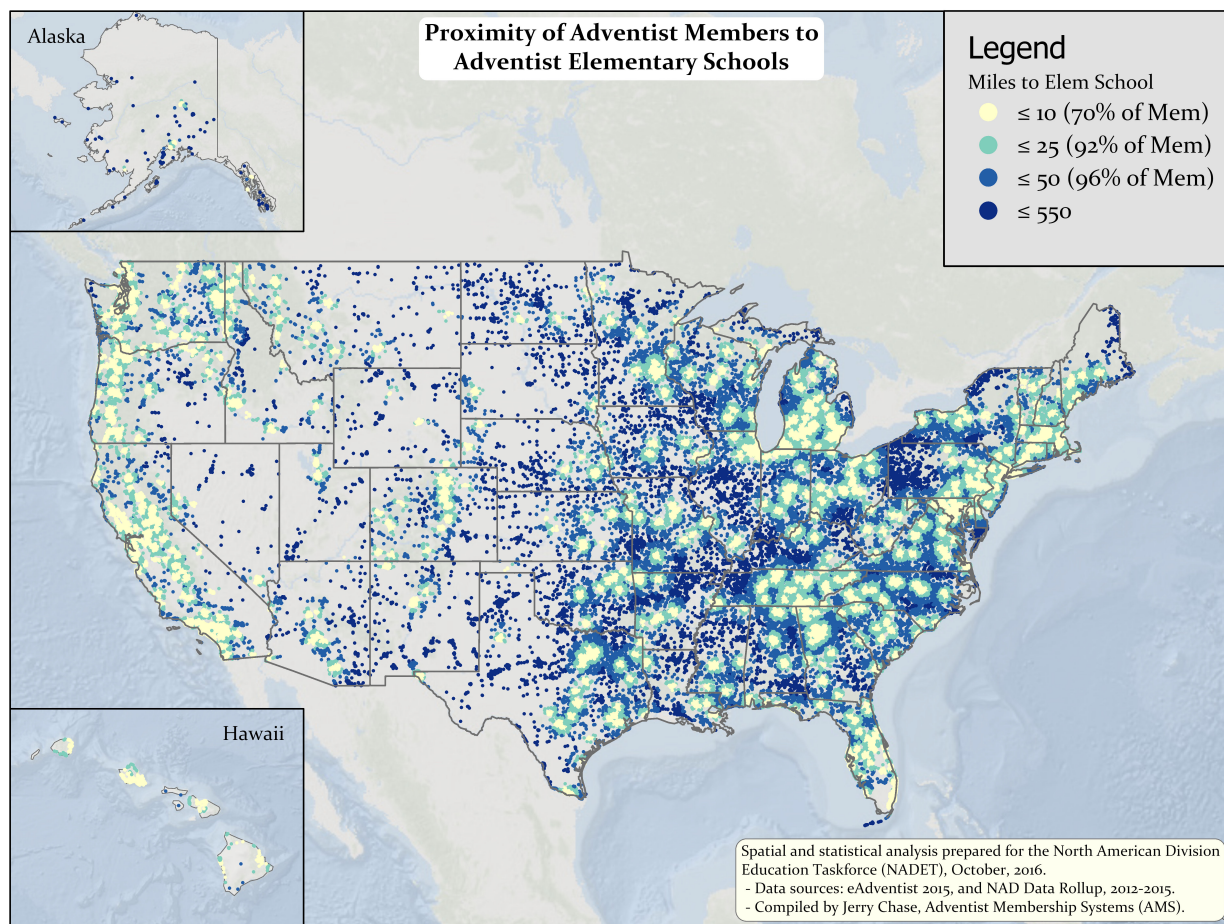 Alaska
Proximity of Adventist Members to
Adventist Elementary Schools
Legend
Miles to Elem School
≤ 10 (70% of Mem)
≤ 25 (92% of Mem)
≤ 50 (96% of Mem)
≤ 550
Hawaii
Spatial and statistical analysis prepared for the North American Division
Education Taskforce (NADET), October, 2016.
- Data sources: eAdventist 2015, and NAD Data Rollup, 2012-2015.
- Compiled by Jerry Chase, Adventist Membership Systems (AMS).